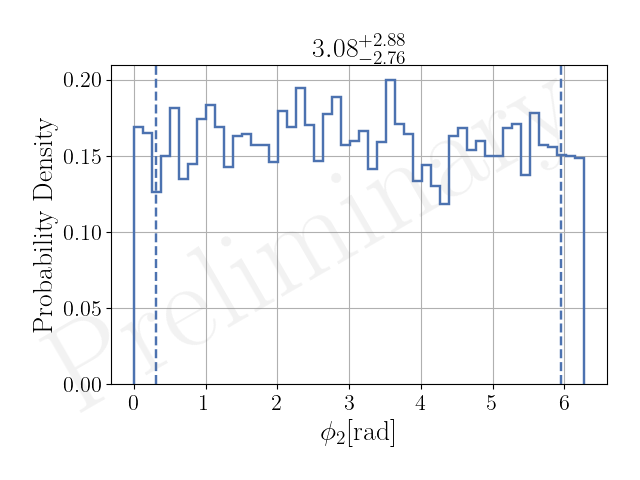 3.08^{+2.88}_{-2.76}
Probability Density
0.20
0.15
0.10
0.05
0.00
0 1 2 3 4 5 6
ϕ₂[rad]
Preliminary